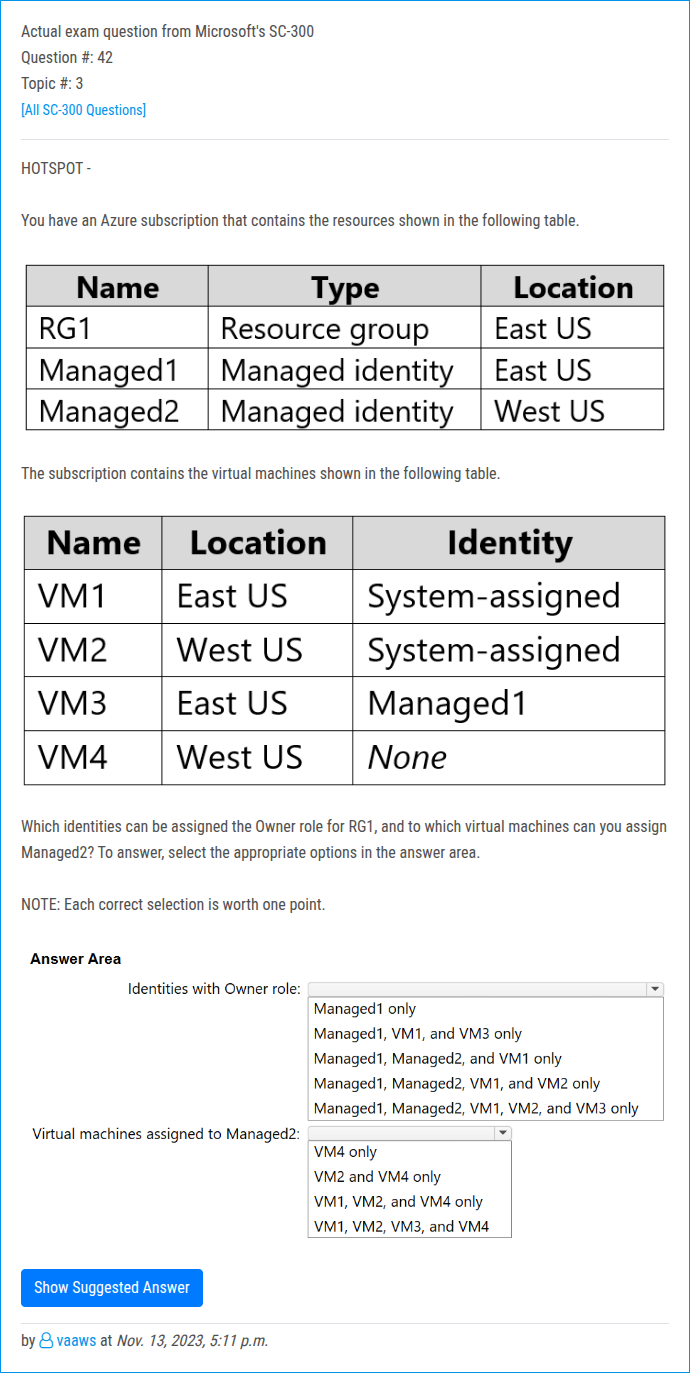 Actual exam question from Microsoft's SC-300
Question #: 42
Topic #: 3
[All SC-300 Questions]
HOTSPOT -
You have an Azure subscription that contains the resources shown in the following table.
Name Type Location
RG1 Resource group East US
Managed1 Managed identity East US
Managed2 Managed identity West US
The subscription contains the virtual machines shown in the following table.
Name Location Identity
VM1 East US System-assigned
VM2 West US System-assigned
VM3 East US Managed1
VM4 West US None
Which identities can be assigned the Owner role for RG1, and to which virtual machines can you assign
Managed2? To answer, select the appropriate options in the answer area.
NOTE: Each correct selection is worth one point.
Answer Area
Identities with Owner role:
Managed1 only
Managed1, VM1, and VM3 only
Managed1, Managed2, and VM1 only
Managed1, Managed2, VM1, and VM2 only
Managed1, Managed2, VM1, VM2, and VM3 only
Virtual machines assigned to Managed2:
VM4 only
VM2 and VM4 only
VM1, VM2, and VM4 only
VM1, VM2, VM3, and VM4
Show Suggested Answer
by vaaws at Nov. 13, 2023, 5:11 p.m.